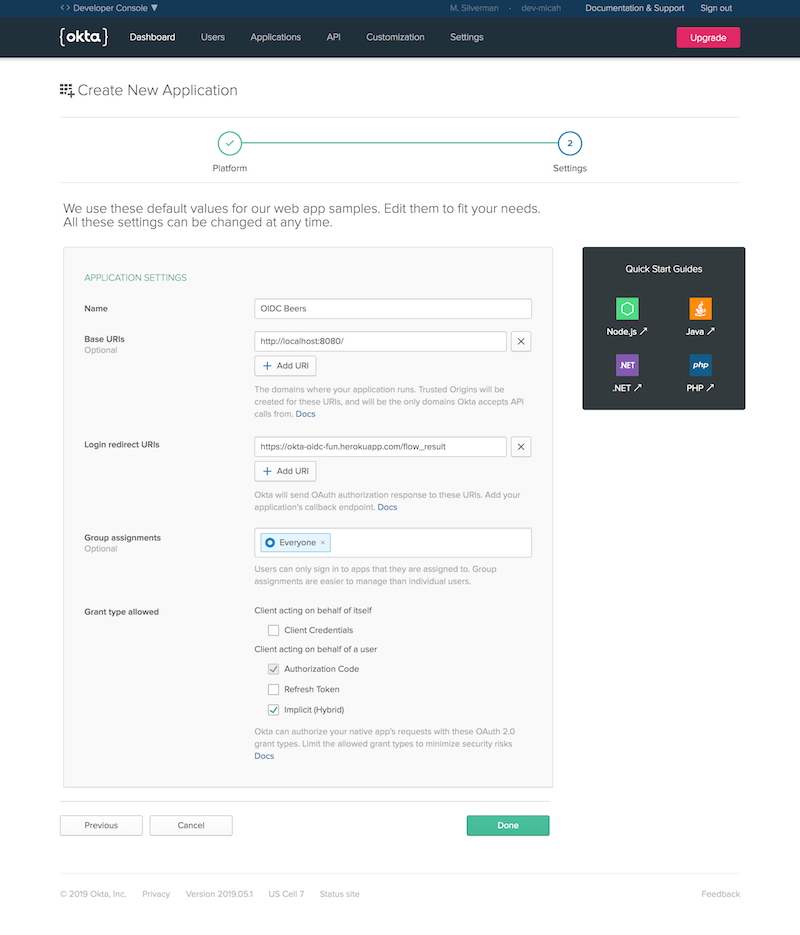 <> Developer Console ▼
M. Silverman · dev-micah Documentation & Support Sign out
{okta} Dashboard Users Applications API Customization Settings Upgrade
Create New Application
2
Platform Settings
We use these default values for our web app samples. Edit them to fit your needs.
All these settings can be changed at any time.
APPLICATION SETTINGS
Name OIDC Beers
Base URIs
Optional
http://localhost:8080/
+ Add URI
The domains where your application runs. Trusted Origins will be
created for these URIs, and will be the only domains Okta accepts API
calls from. Docs
Login redirect URIs https://okta-oidc-fun.herokuapp.com/flow_result
+ Add URI
Okta will send OAuth authorization response to these URIs. Add your
application's callback endpoint. Docs
Group assignments
Optional
Everyone ×
Users can only sign in to apps that they are assigned to. Group
assignments are easier to manage than individual users.
Grant type allowed Client acting on behalf of itself
Client Credentials
Client acting on behalf of a user
Authorization Code
Refresh Token
Implicit (Hybrid)
Okta can authorize your native app's requests with these OAuth 2.0
grant types. Limit the allowed grant types to minimize security risks
Docs
Quick Start Guides
Node.js ↗ Java ↗
.NET php
.NET ↗ PHP ↗
Previous Cancel Done
© 2019 Okta, Inc. Privacy Version 2019.05.1 US Cell 7 Status site Feedback